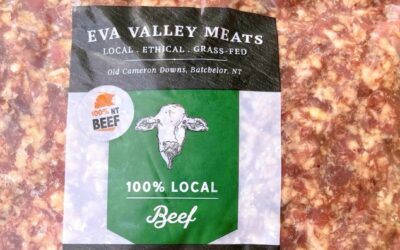 EVA VALLEY MEATS
LOCAL . ETHICAL . GRASS-FED
Old Cameron Downs, Batchelor, NT
100% NT
BEEF
100% LOCAL
Beef